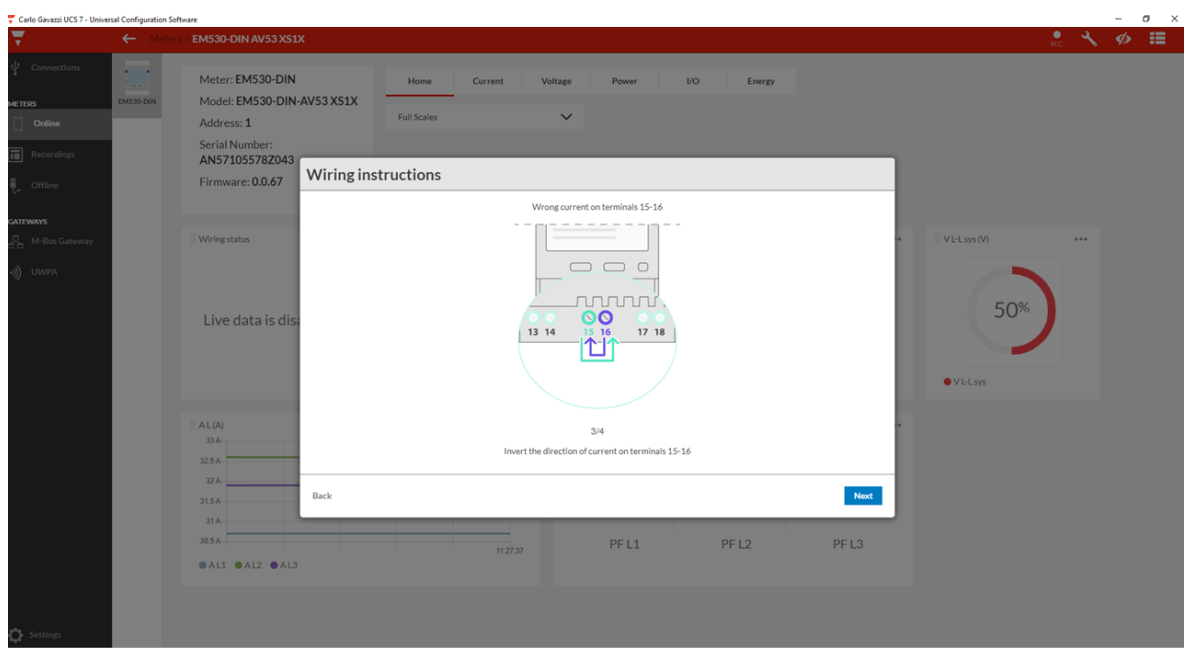 Carlo Gavazzi UCS 7 - Universal Configuration Software
Meters / EM530-DIN AV53 XS1X
REC
Connections
METERS
Online
Recordings
Offline
GATEWAYS
M-Bus Gateway
UWPA
Settings
EM530-DIN
Meter: EM530-DIN
Model: EM530-DIN-AV53 XS1X
Address: 1
Serial Number:
AN57105578Z043
Firmware: 0.0.67
Home Current Voltage Power I/O Energy
Full Scales
Wiring status
Live data is disa
Wiring instructions
Wrong current on terminals 15-16
13 14 15 16 17 18
3/4
Invert the direction of current on terminals 15-16
Back
Next
V L-L sys (V)
50%
V L-L sys
A L (A)
33 A
32.5 A
32 A
31.5 A
31 A
30.5 A
11:27:37
A L1 A L2 A L3
PF L1 PF L2 PF L3